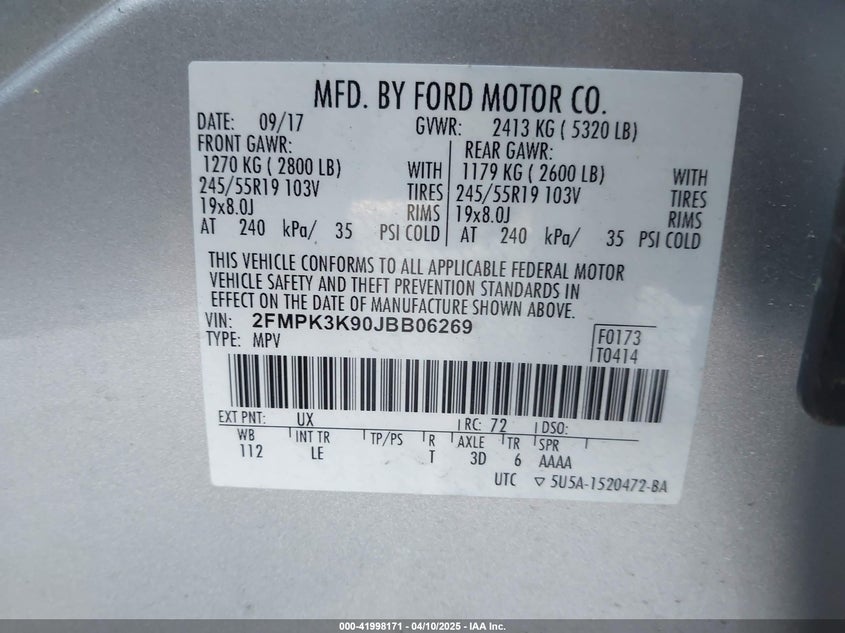 MFD. BY FORD MOTOR CO.
DATE: 09/17 GVWR: 2413 KG ( 5320 LB)
FRONT GAWR: REAR GAWR:
1270 KG ( 2800 LB) WITH 1179 KG ( 2600 LB) WITH
245/55R19 103V TIRES 245/55R19 103V TIRES
19x8.0J RIMS 19x8.0J RIMS
AT 240 kPa/ 35 PSI COLD AT 240 kPa/ 35 PSI COLD
THIS VEHICLE CONFORMS TO ALL APPLICABLE FEDERAL MOTOR
VEHICLE SAFETY AND THEFT PREVENTION STANDARDS IN
EFFECT ON THE DATE OF MANUFACTURE SHOWN ABOVE.
VIN: 2FMPK3K90JBB06269
TYPE: MPV F0173
T0414
EXT PNT: UX RC: 72 DSO:
WB INT TR TP/PS R AXLE TR SPR
112 LE T 3D 6 AAAA
UTC ▽ 5U5A-1520472-BA
000-41998171 - 04/10/2025 - IAA Inc.